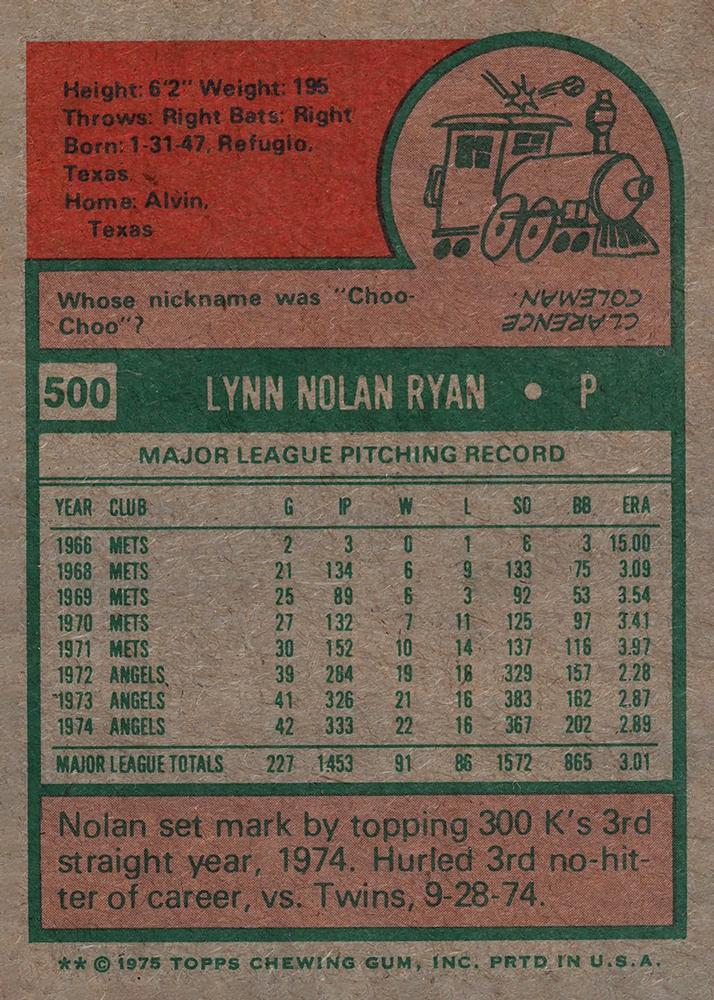 Height: 6'2" Weight: 195
Throws: Right Bats: Right
Born: 1-31-47, Refugio,
Texas
Home: Alvin,
Texas
Whose nickname was "Choo-
Choo"?
CLARENCE
COLEMAN.
500 LYNN NOLAN RYAN • P
MAJOR LEAGUE PITCHING RECORD
YEAR CLUB G IP W L SO BB ERA
1966 METS 2 3 0 1 6 3 15.00
1968 METS 21 134 6 9 133 75 3.09
1969 METS 25 89 6 3 92 53 3.54
1970 METS 27 132 7 11 125 97 3.41
1971 METS 30 152 10 14 137 116 3.97
1972 ANGELS 39 284 19 16 329 157 2.28
1973 ANGELS 41 326 21 16 383 162 2.87
1974 ANGELS 42 333 22 16 367 202 2.89
MAJOR LEAGUE TOTALS 227 1453 91 86 1572 865 3.01
Nolan set mark by topping 300 K's 3rd
straight year, 1974. Hurled 3rd no-hit-
ter of career, vs. Twins, 9-28-74.
** © 1975 TOPPS CHEWING GUM, INC. PRTD IN U.S.A.